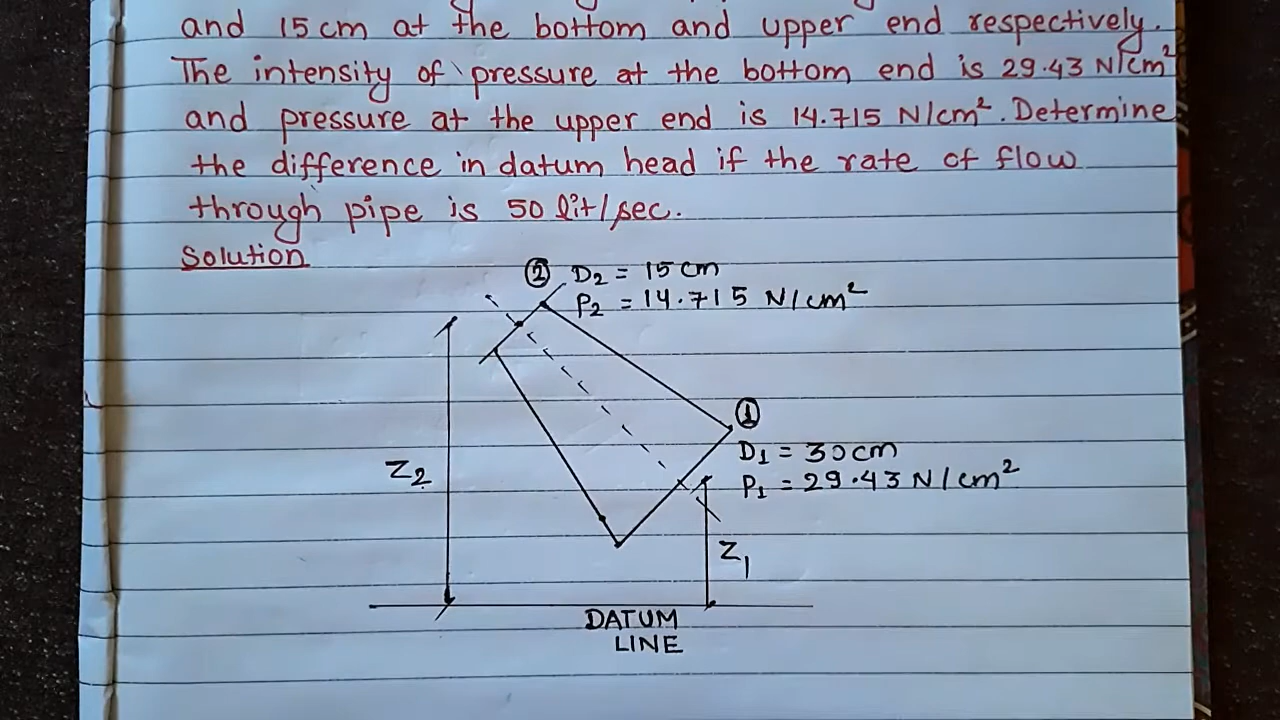 and 15 cm at the bottom and upper end respectively.
The intensity of pressure at the bottom end is 29.43 N/cm²
and pressure at the upper end is 14.715 N/cm². Determine
the difference in datum head if the rate of flow
through pipe is 50 lit/sec.
Solution
② D₂ = 15 cm
P₂ = 14.715 N/cm²
①
D₁ = 30 cm
P₁ = 29.43 N/cm²
Z₂
Z₁
DATUM
LINE